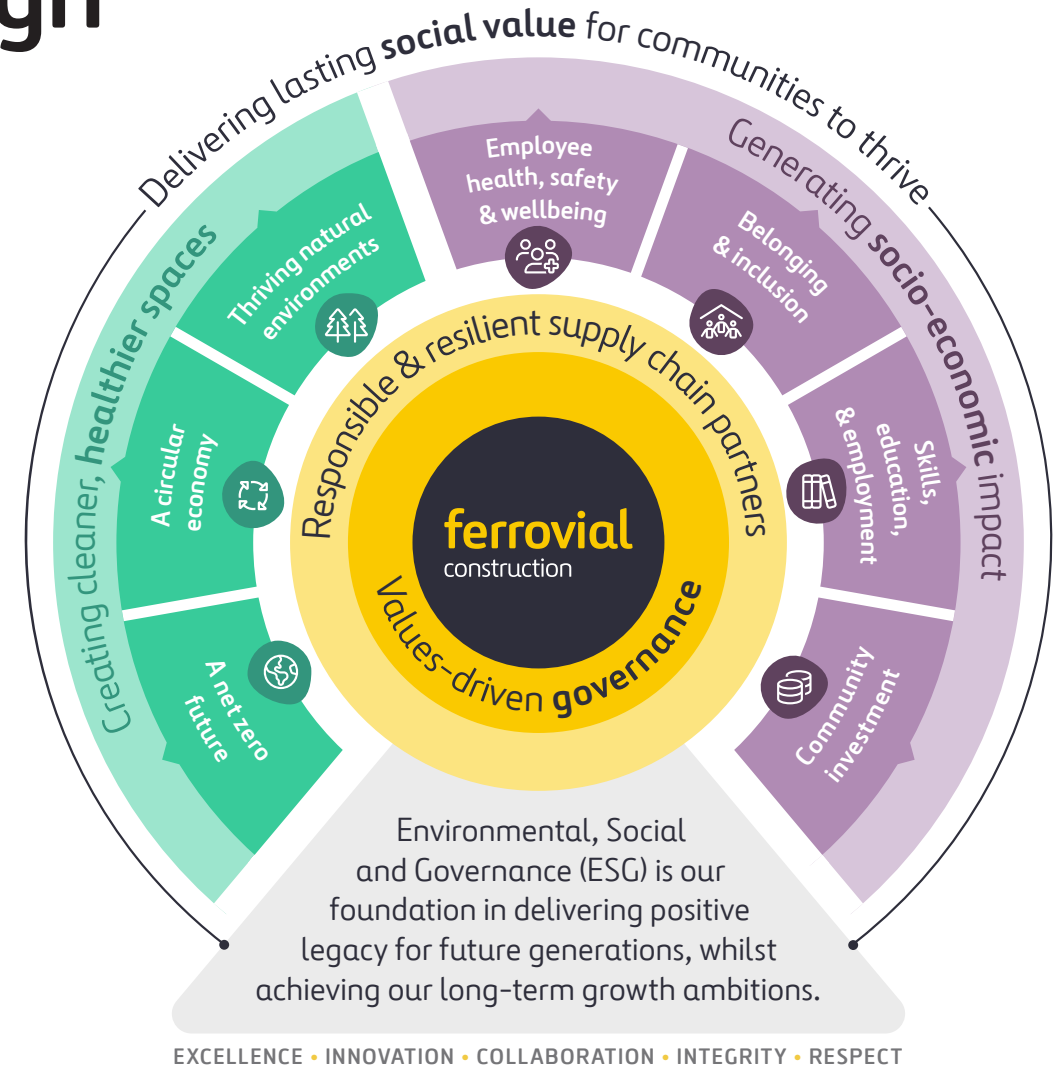 Delivering lasting social value for communities to thrive
Creating cleaner, healthier spaces
Generating socio-economic impact
A net zero
future
A circular
economy
Thriving natural
environments
Employee
health, safety
& wellbeing
Belonging
& inclusion
Skills,
education,
& employment
Community
investment
Responsible & resilient supply chain partners
ferrovial
construction
Values-driven governance
Environmental, Social
and Governance (ESG) is our
foundation in delivering positive
legacy for future generations, whilst
achieving our long-term growth ambitions.
EXCELLENCE • INNOVATION • COLLABORATION • INTEGRITY • RESPECT